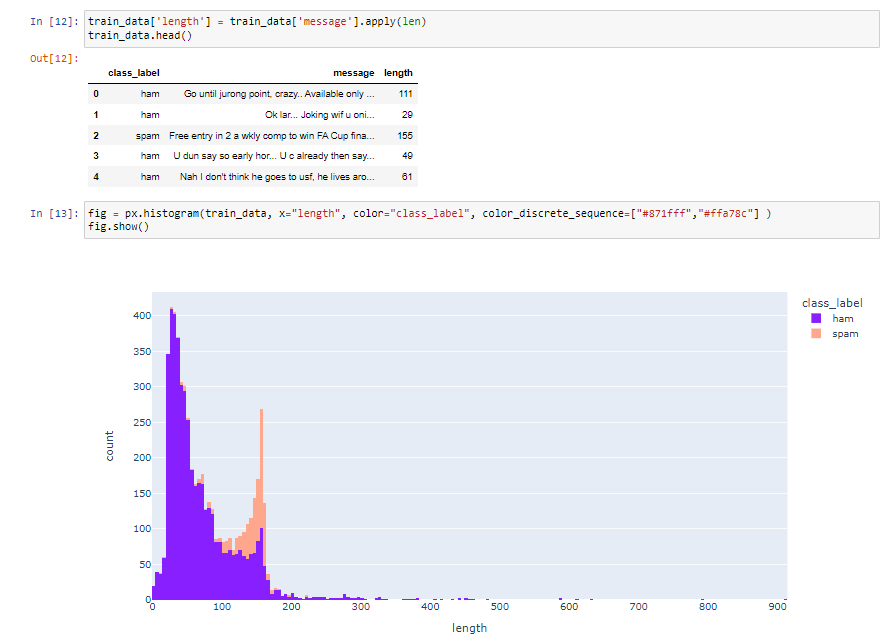 In [12]: train_data['length'] = train_data['message'].apply(len)
train_data.head()
Out[12]:
class_label message length
0 ham Go until jurong point, crazy.. Available only ... 111
1 ham Ok lar... Joking wif u oni... 29
2 spam Free entry in 2 a wkly comp to win FA Cup fina... 155
3 ham U dun say so early hor... U c already then say... 49
4 ham Nah I don't think he goes to usf, he lives aro... 61
In [13]: fig = px.histogram(train_data, x="length", color="class_label", color_discrete_sequence=["#871fff","#ffa78c"] )
fig.show()
class_label
ham
spam
400
350
300
250
200
150
100
50
0
count
0 100 200 300 400 500 600 700 800 900
length